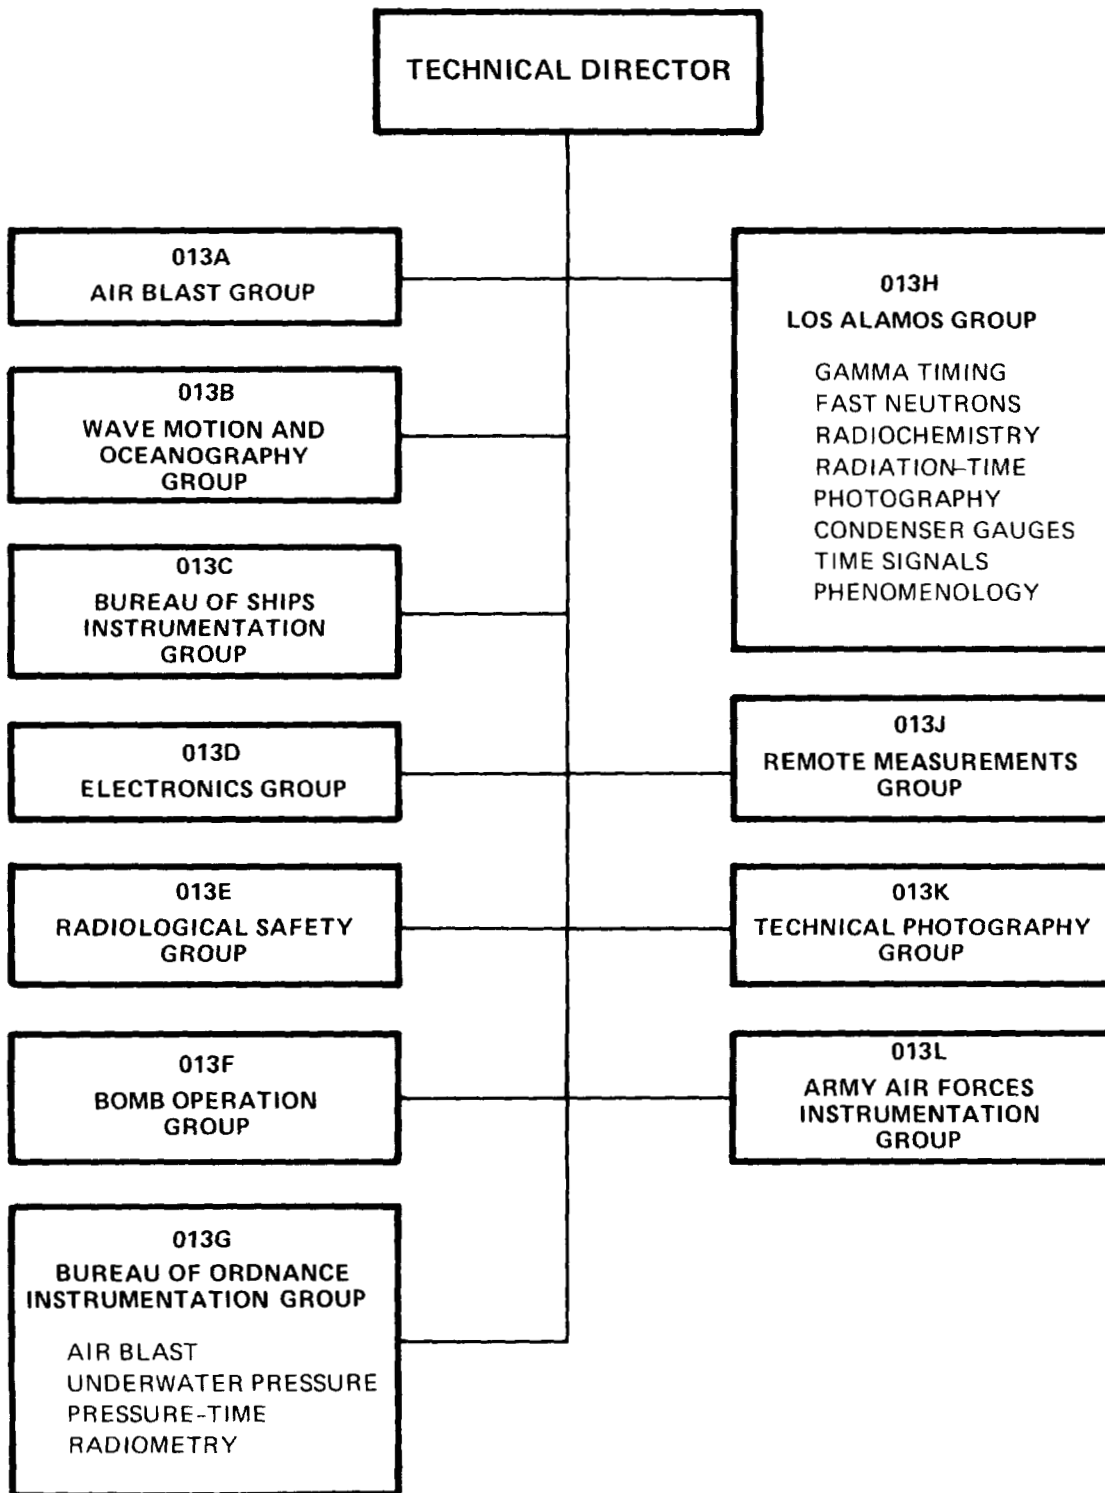 TECHNICAL DIRECTOR
013A
AIR BLAST GROUP
013B
WAVE MOTION AND
OCEANOGRAPHY
GROUP
013C
BUREAU OF SHIPS
INSTRUMENTATION
GROUP
013D
ELECTRONICS GROUP
013E
RADIOLOGICAL SAFETY
GROUP
013F
BOMB OPERATION
GROUP
013G
BUREAU OF ORDNANCE
INSTRUMENTATION GROUP
AIR BLAST
UNDERWATER PRESSURE
PRESSURE-TIME
RADIOMETRY
013H
LOS ALAMOS GROUP
GAMMA TIMING
FAST NEUTRONS
RADIOCHEMISTRY
RADIATION-TIME
PHOTOGRAPHY
CONDENSER GAUGES
TIME SIGNALS
PHENOMENOLOGY
013J
REMOTE MEASUREMENTS
GROUP
013K
TECHNICAL PHOTOGRAPHY
GROUP
013L
ARMY AIR FORCES
INSTRUMENTATION
GROUP